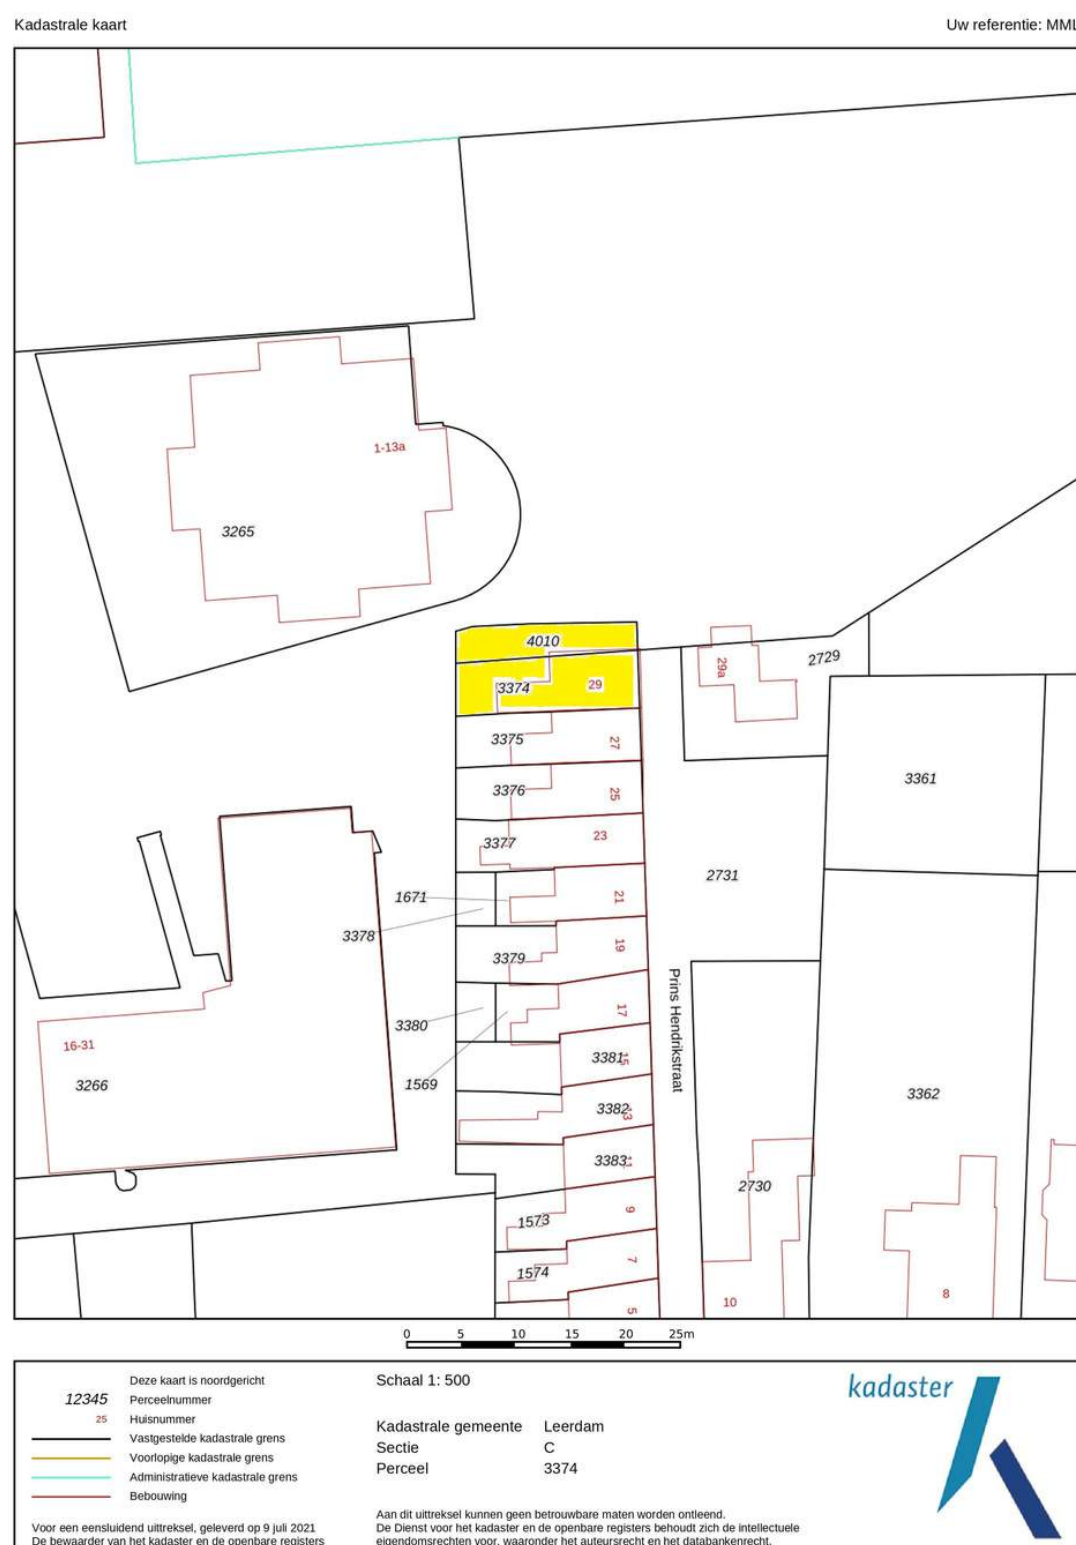 Kadastrale kaart
Uw referentie: MML
1-13a
3265
4010
3374
29
29a
2729
3375
27
3376
25
3361
3377
23
2731
1671
21
3378
3379
19
Prins Hendrikstraat
3380
17
16-31
3266
1569
3381
15
3382
13
3362
3383
11
2730
1573
9
1574
7
10
8
5
0 5 10 15 20 25m
Deze kaart is noordgericht
12345 Perceelnummer
25 Huisnummer
Vastgestelde kadastrale grens
Voorlopige kadastrale grens
Administratieve kadastrale grens
Bebouwing
Voor een eensluidend uittreksel, geleverd op 9 juli 2021
De bewaarder van het kadaster en de openbare registers
Schaal 1: 500
Kadastrale gemeente Leerdam
Sectie C
Perceel 3374
Aan dit uittreksel kunnen geen betrouwbare maten worden ontleend.
De Dienst voor het kadaster en de openbare registers behoudt zich de intellectuele
eigendomsrechten voor, waaronder het auteursrecht en het databankenrecht.
kadaster